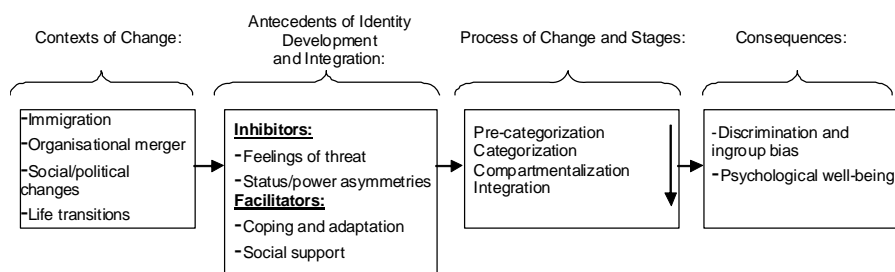 Contexts of Change:
Antecedents of Identity
Development
and Integration:
Process of Change and Stages:
Consequences:
-Immigration
-Organisational merger
-Social/political
changes
-Life transitions
Inhibitors:
-Feelings of threat
-Status/power asymmetries
Facilitators:
-Coping and adaptation
-Social support
Pre-categorization
Categorization
Compartmentalization
Integration
-Discrimination and
ingroup bias
-Psychological well-being